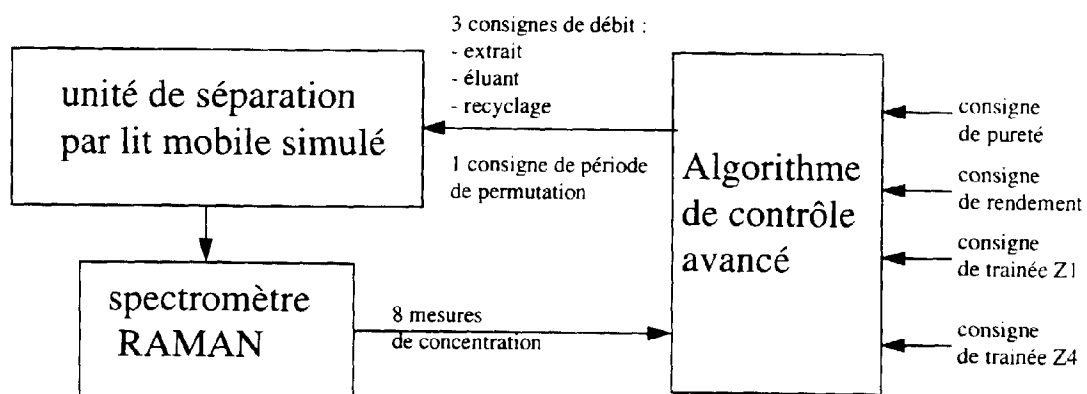 3 consignes de débit :
- extrait
- éluant
- recyclage
unité de séparation
par lit mobile simulé
1 consigne de période
de permutation
Algorithme
de contrôle
avancé
consigne
de pureté
consigne
de rendement
consigne
de trainée Z1
consigne
de trainée Z4
spectromètre
RAMAN
8 mesures
de concentration